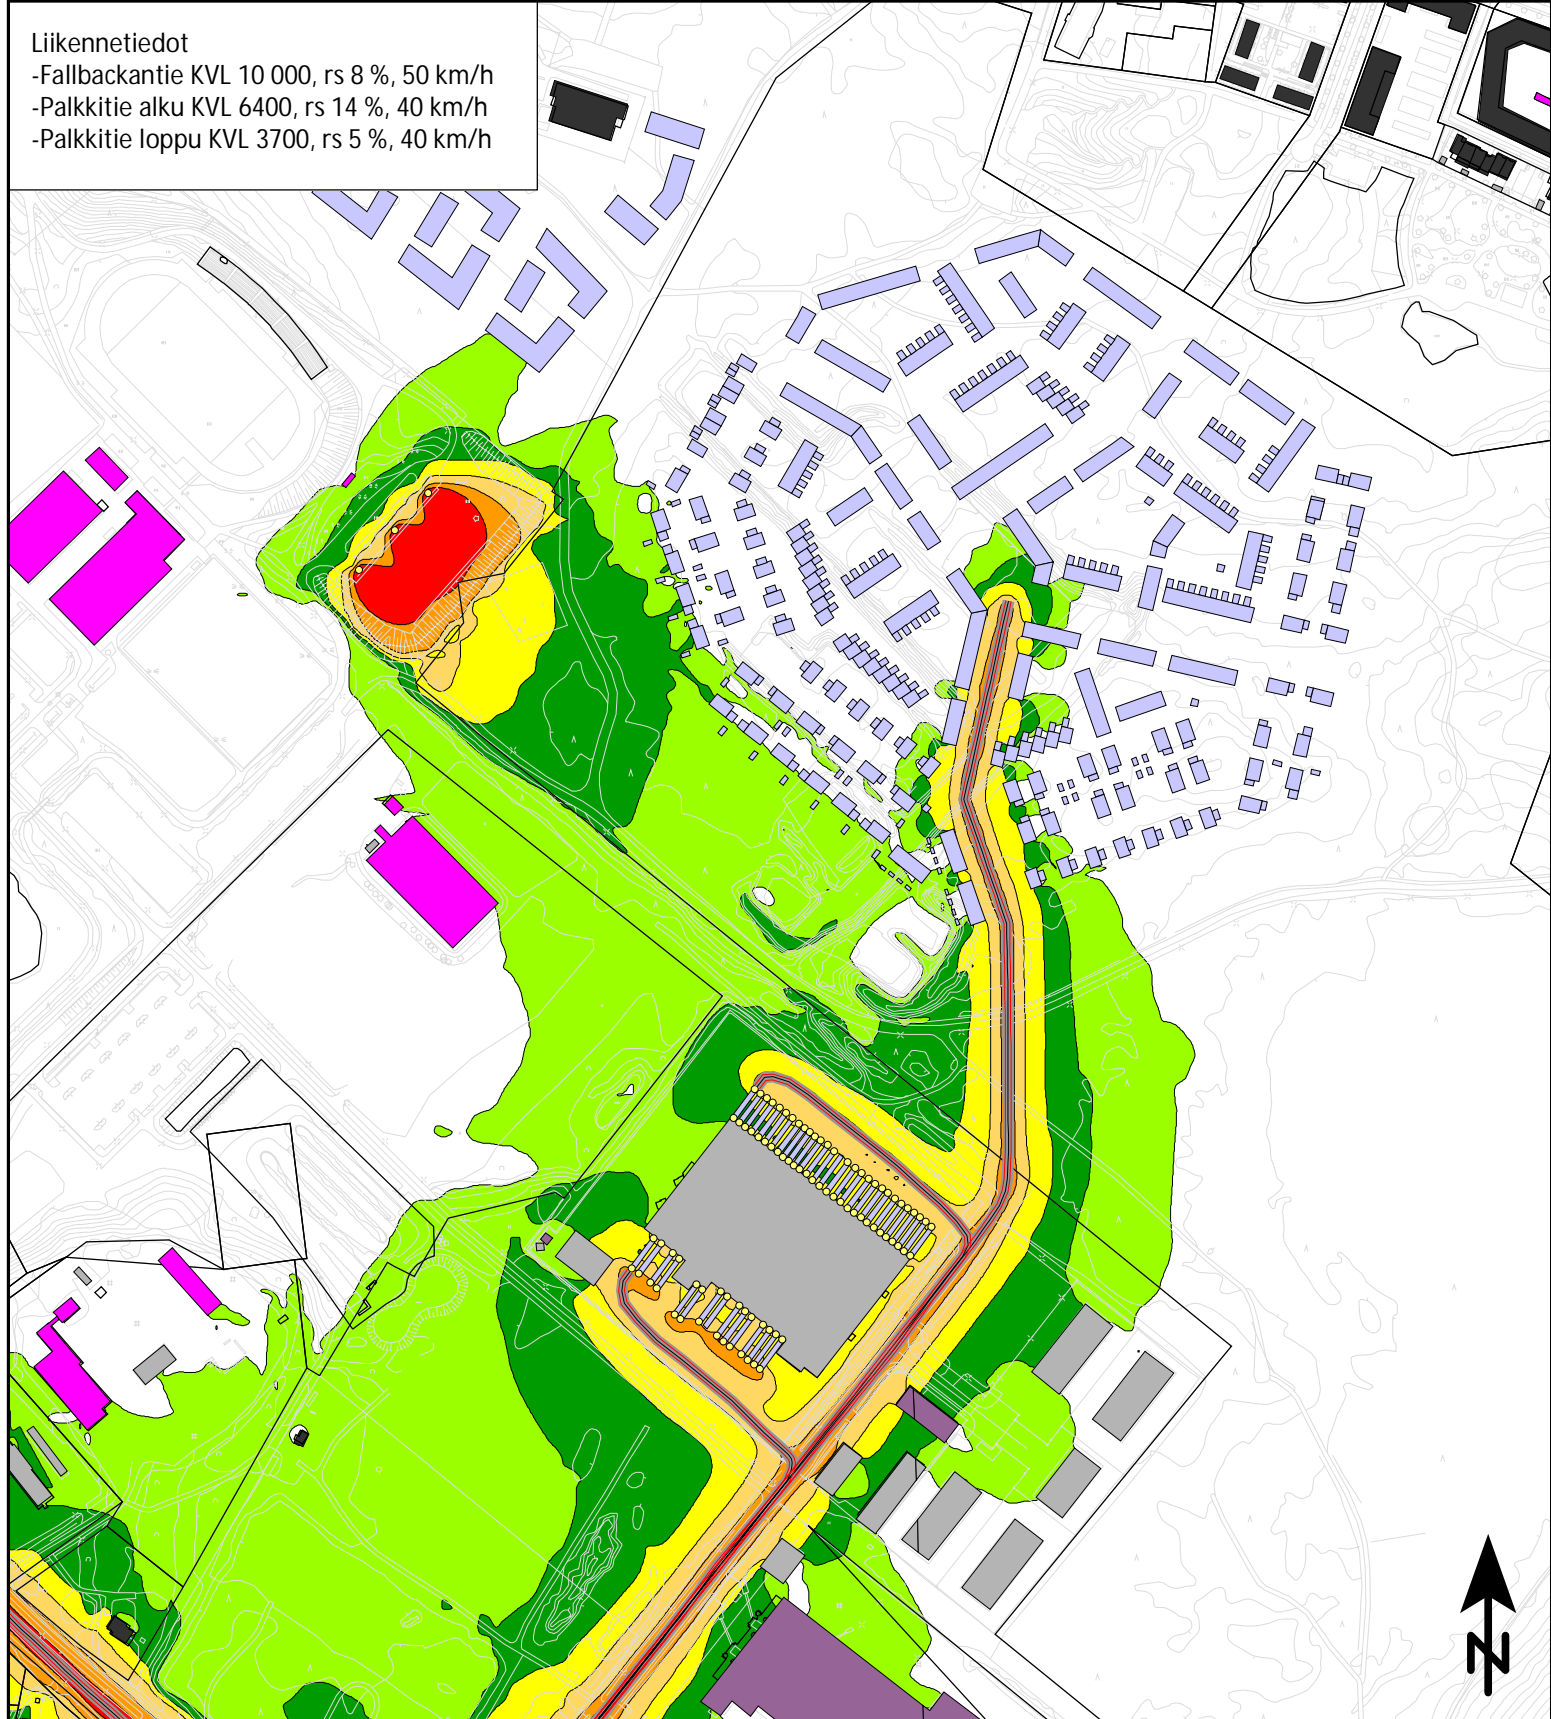 Liikennetiedot
-Fallbackantie KVL 10 000, rs 8 %, 50 km/h
-Palkkitie alku KVL 6400, rs 14 %, 40 km/h
-Palkkitie loppu KVL 3700, rs 5 %, 40 km/h
N